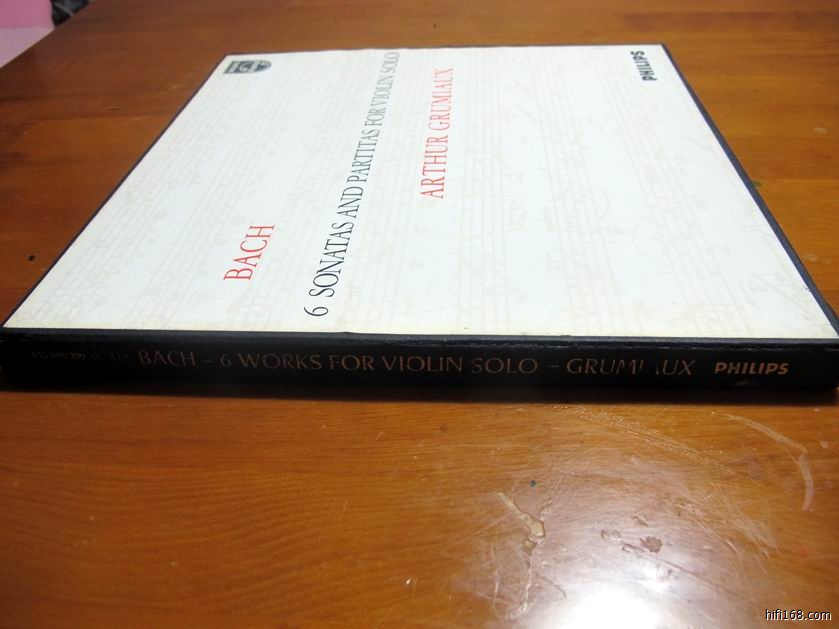 PHILIPS
BACH
6 SONATAS AND PARTITAS FOR VIOLIN SOLO
ARTHUR GRUMIAUX
BACH – 6 WORKS FOR VIOLIN SOLO – GRUMIAUX PHILIPS
hifi168.com